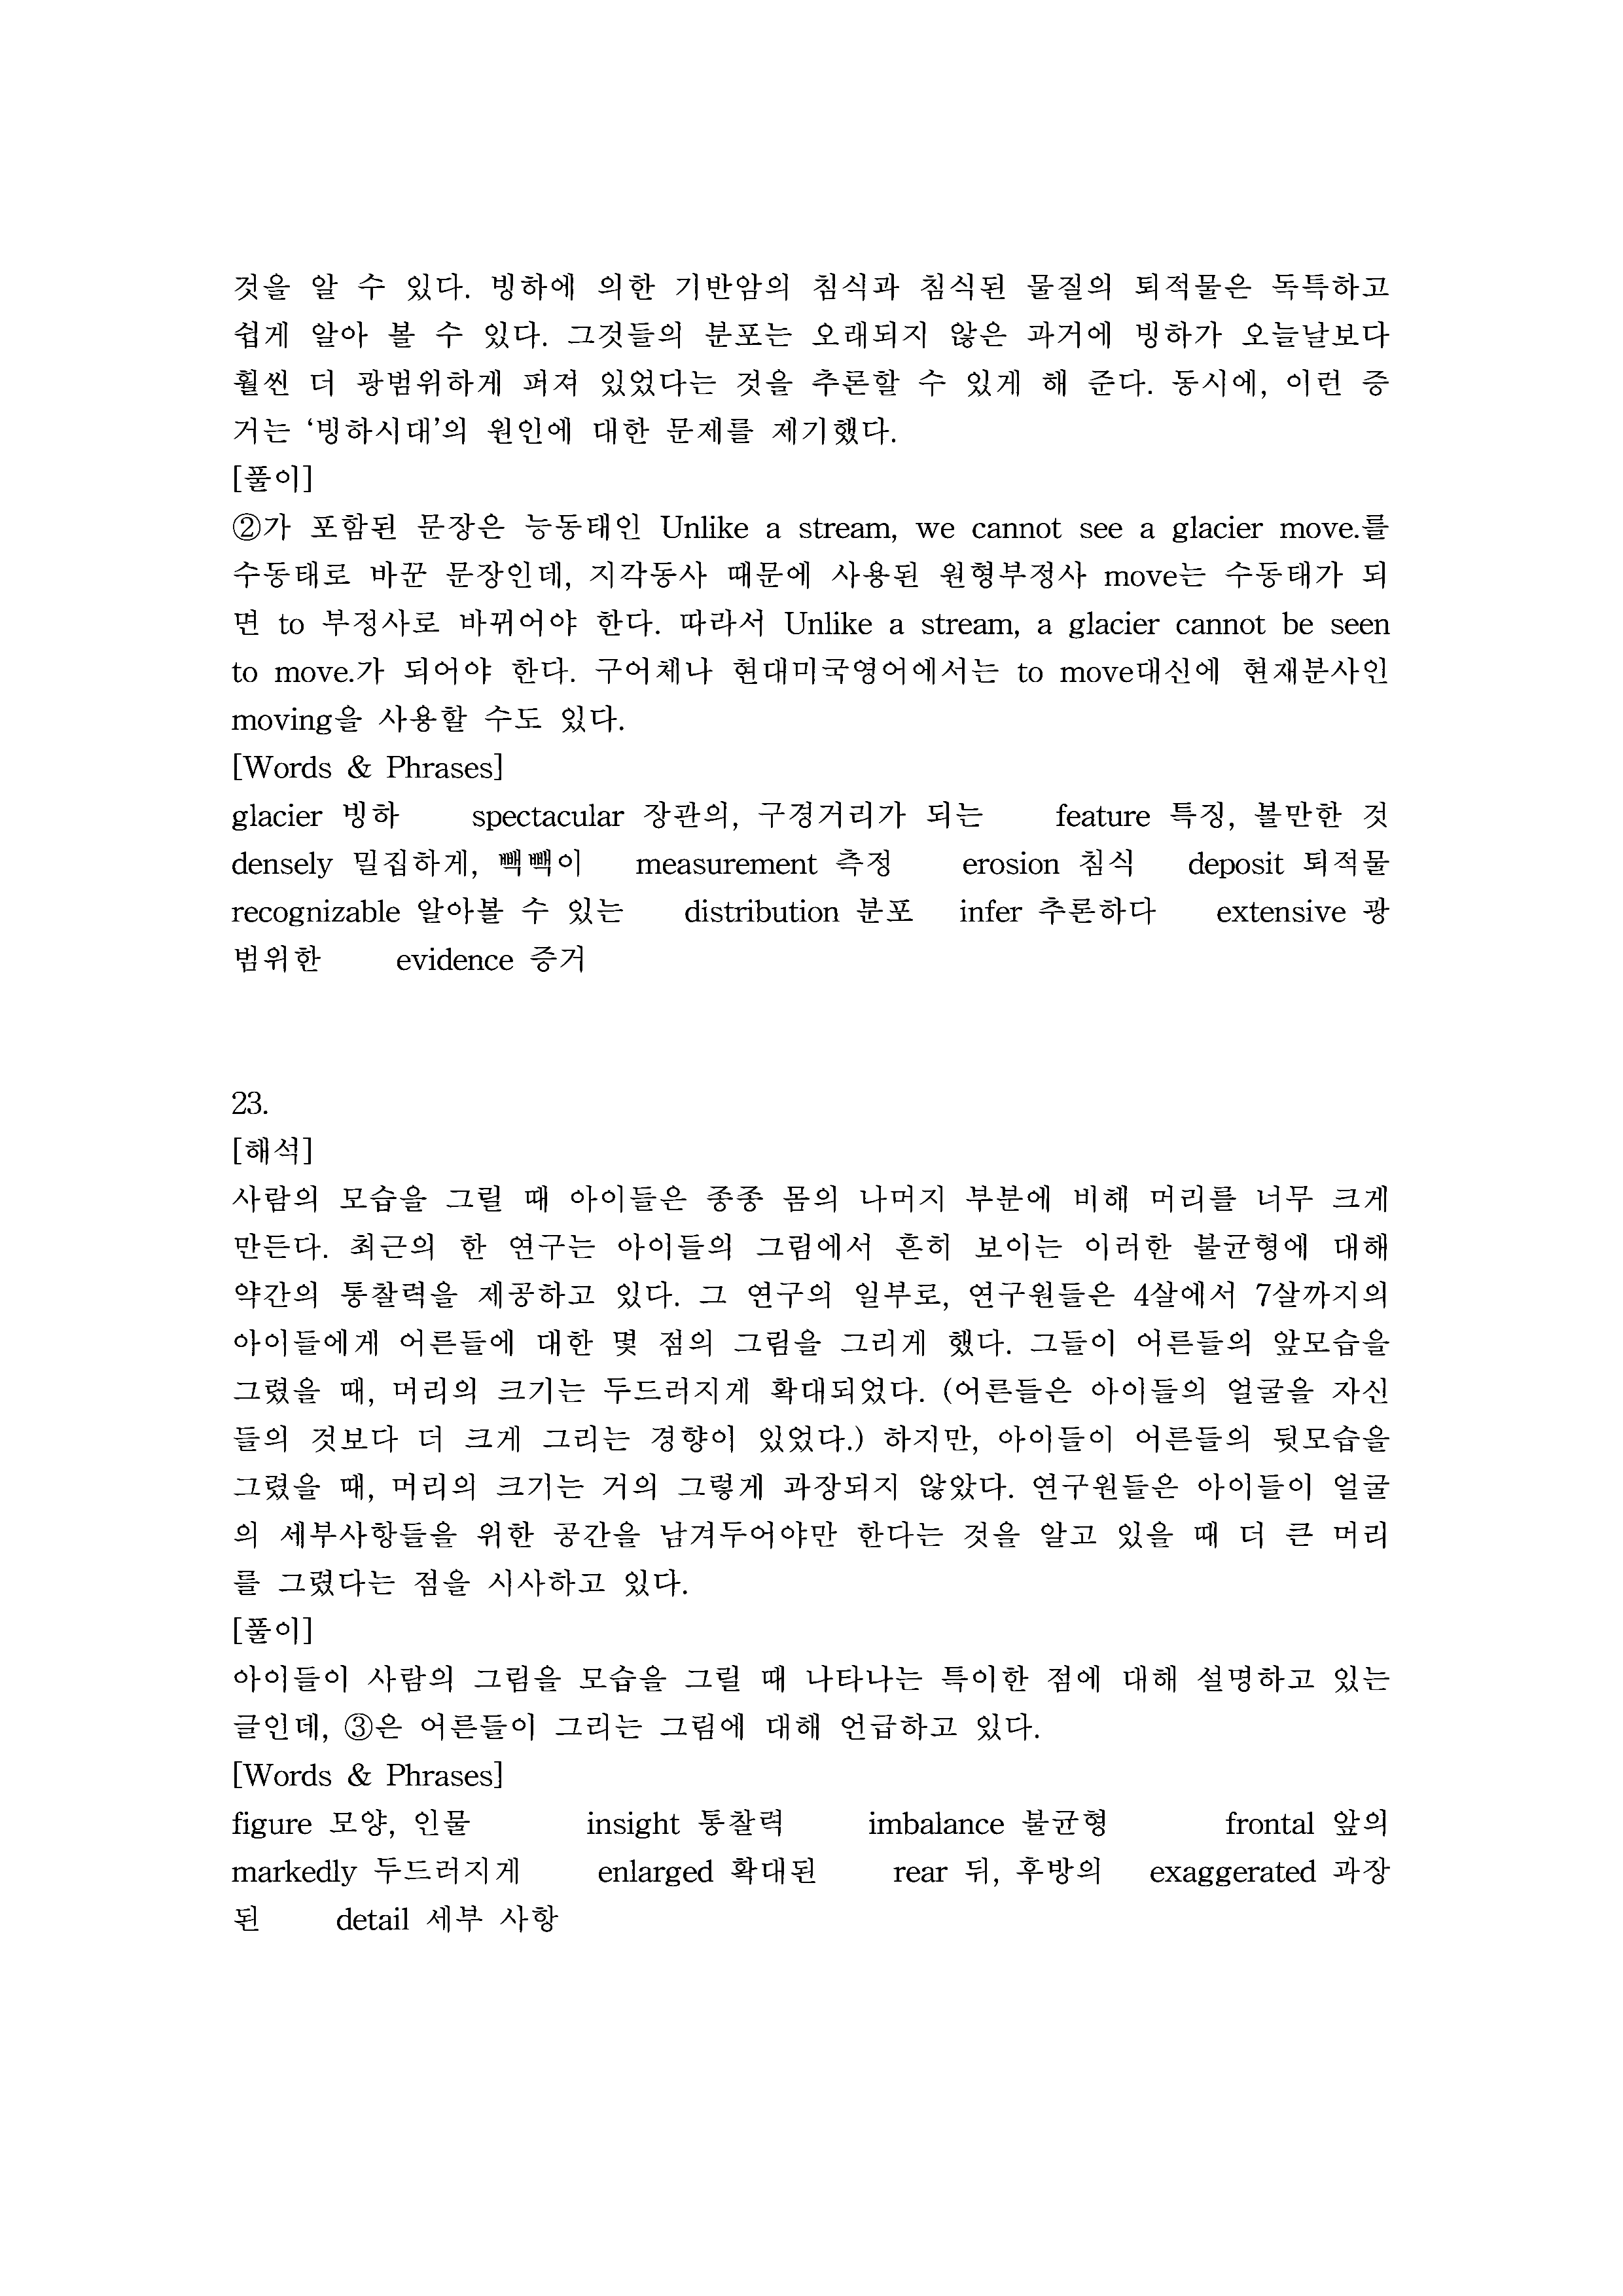 것을 알 수 있다. 빙하에 의한 기반암의 침식과 침식된 물질의 퇴적물은 독특하고
쉽게 알아 볼 수 있다. 그것들의 분포는 오래되지 않은 과거에 빙하가 오늘날보다
훨씬 더 광범위하게 퍼져 있었다는 것을 추론할 수 있게 해 준다. 동시에, 이런 증
거는 ‘빙하시대’의 원인에 대한 문제를 제기했다.
[풀이]
②가 포함된 문장은 능동태인 Unlike a stream, we cannot see a glacier move.를
수동태로 바꾼 문장인데, 지각동사 때문에 사용된 원형부정사 move는 수동태가 되
면 to 부정사로 바뀌어야 한다. 따라서 Unlike a stream, a glacier cannot be seen
to move.가 되어야 한다. 구어체나 현대미국영어에서는 to move대신에 현재분사인
moving을 사용할 수도 있다.
[Words & Phrases]
glacier 빙하 spectacular 장관의, 구경거리가 되는 feature 특징, 볼만한 것
densely 밀집하게, 빽빽이 measurement 측정 erosion 침식 deposit 퇴적물
recognizable 알아볼 수 있는 distribution 분포 infer 추론하다 extensive 광
범위한 evidence 증거
23.
[해석]
사람의 모습을 그릴 때 아이들은 종종 몸의 나머지 부분에 비해 머리를 너무 크게
만든다. 최근의 한 연구는 아이들의 그림에서 흔히 보이는 이러한 불균형에 대해
약간의 통찰력을 제공하고 있다. 그 연구의 일부로, 연구원들은 4살에서 7살까지의
아이들에게 어른들에 대한 몇 점의 그림을 그리게 했다. 그들이 어른들의 앞모습을
그렸을 때, 머리의 크기는 두드러지게 확대되었다. (어른들은 아이들의 얼굴을 자신
들의 것보다 더 크게 그리는 경향이 있었다.) 하지만, 아이들이 어른들의 뒷모습을
그렸을 때, 머리의 크기는 거의 그렇게 과장되지 않았다. 연구원들은 아이들이 얼굴
의 세부사항들을 위한 공간을 남겨두어야만 한다는 것을 알고 있을 때 더 큰 머리
를 그렸다는 점을 시사하고 있다.
[풀이]
아이들이 사람의 그림을 모습을 그릴 때 나타나는 특이한 점에 대해 설명하고 있는
글인데, ③은 어른들이 그리는 그림에 대해 언급하고 있다.
[Words & Phrases]
figure 모양, 인물 insight 통찰력 imbalance 불균형 frontal 앞의
markedly 두드러지게 enlarged 확대된 rear 뒤, 후방의 exaggerated 과장
된 detail 세부 사항